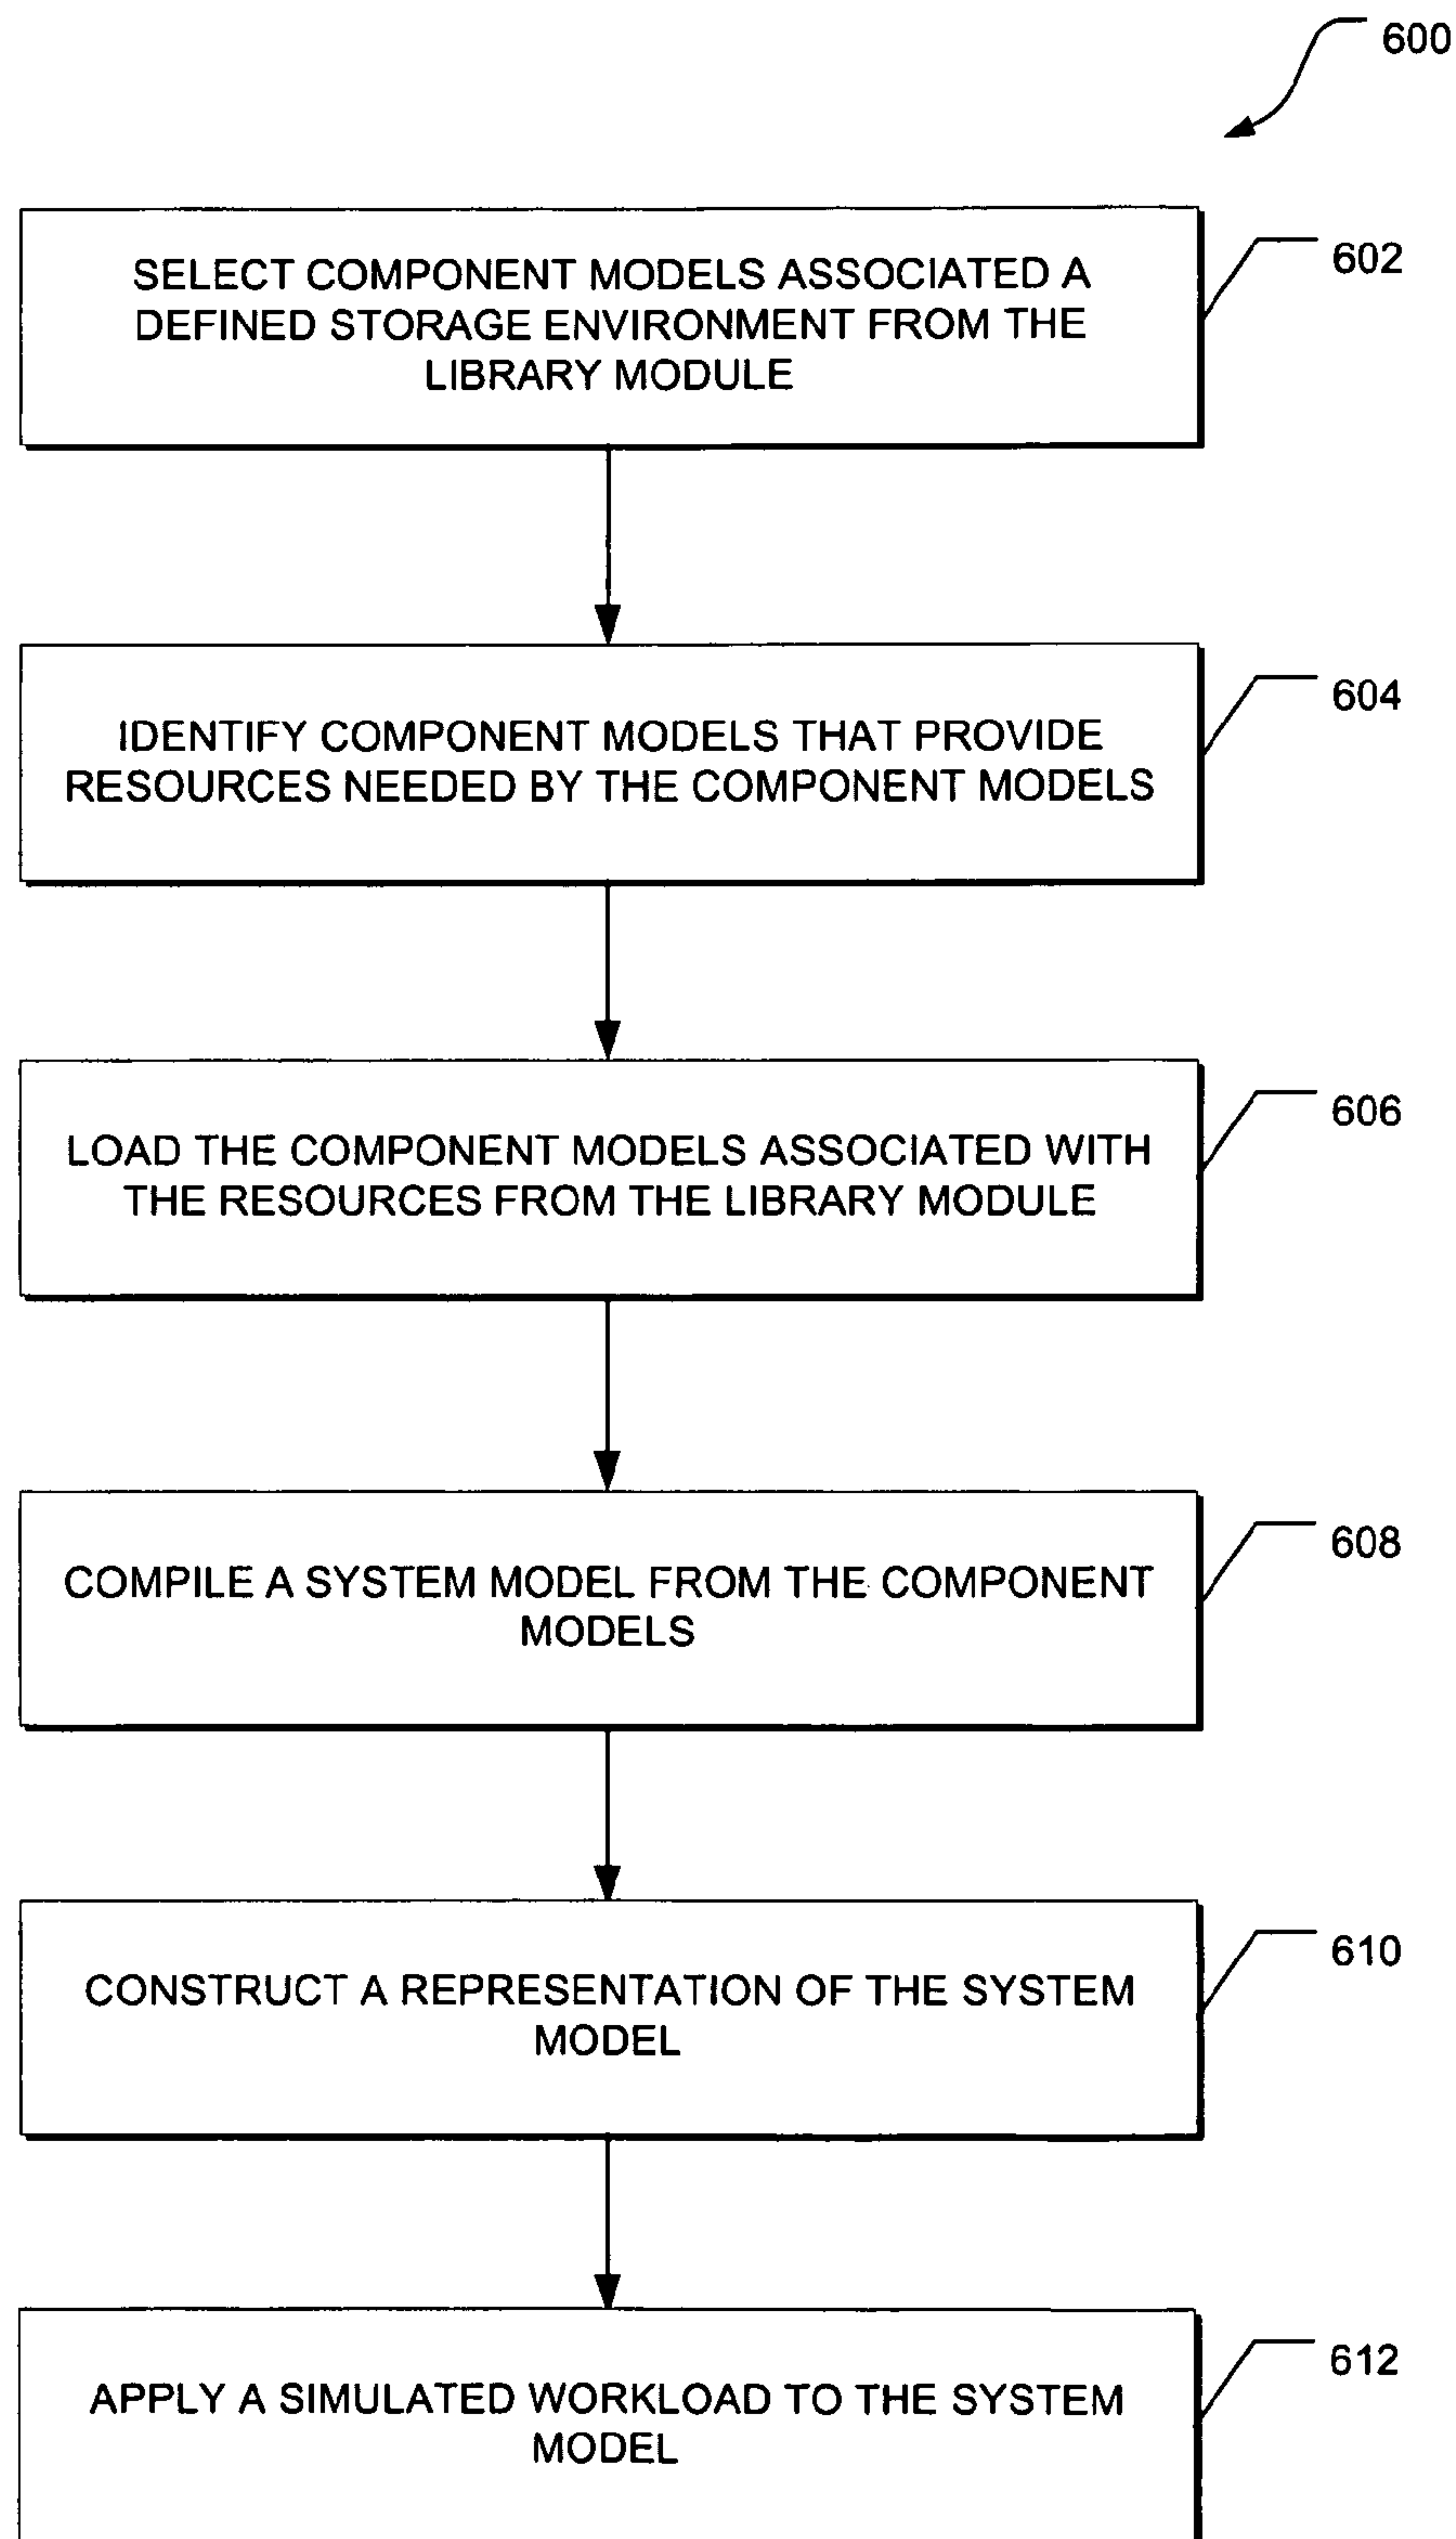 600
SELECT COMPONENT MODELS ASSOCIATED A
DEFINED STORAGE ENVIRONMENT FROM THE
LIBRARY MODULE
602
IDENTIFY COMPONENT MODELS THAT PROVIDE
RESOURCES NEEDED BY THE COMPONENT MODELS
604
LOAD THE COMPONENT MODELS ASSOCIATED WITH
THE RESOURCES FROM THE LIBRARY MODULE
606
COMPILE A SYSTEM MODEL FROM THE COMPONENT
MODELS
608
CONSTRUCT A REPRESENTATION OF THE SYSTEM
MODEL
610
APPLY A SIMULATED WORKLOAD TO THE SYSTEM
MODEL
612